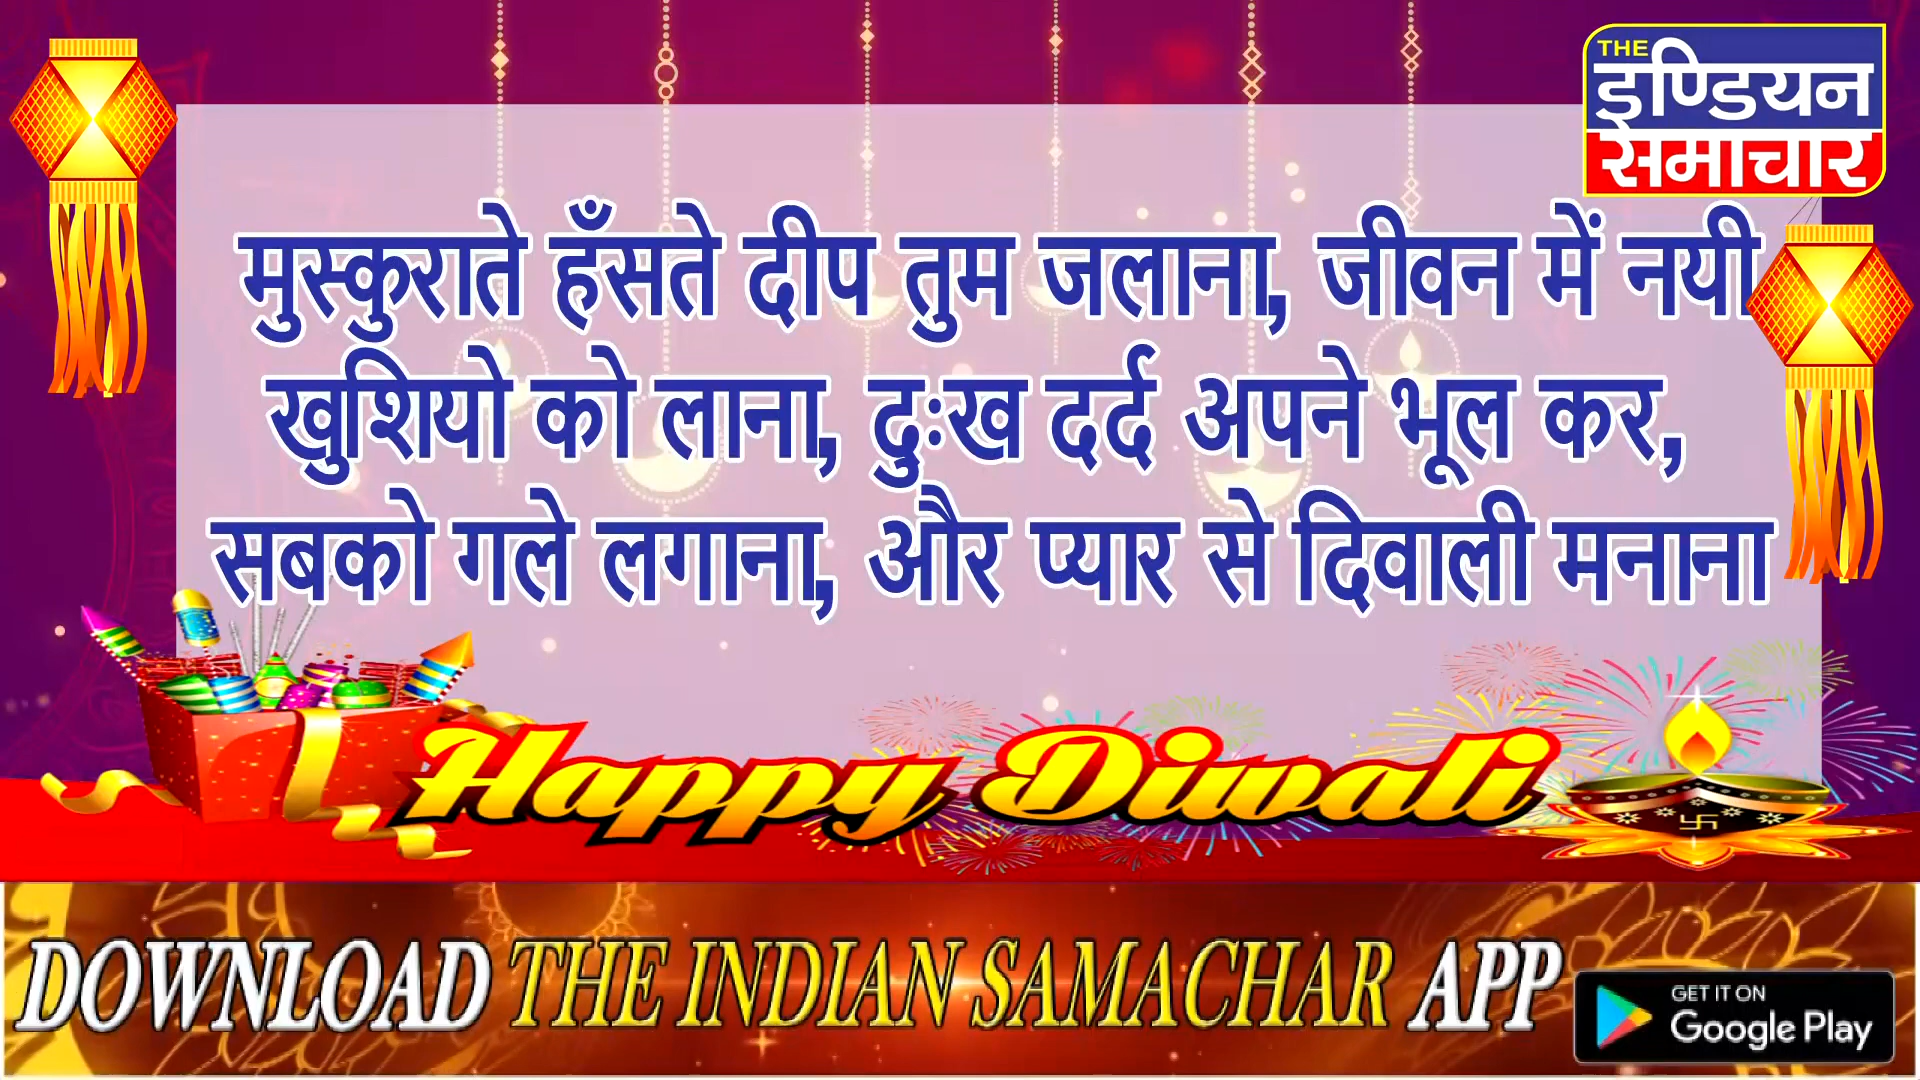 THE
इण्डियन
समाचार
मुस्कुराते हँसते दीप तुम जलाना, जीवन में नयी
खुशियो को लाना, दुःख दर्द अपने भूल कर,
सबको गले लगाना, और प्यार से दिवाली मनाना
Happy Diwali
DOWNLOAD THE INDIAN SAMACHAR APP
GET IT ON
Google Play